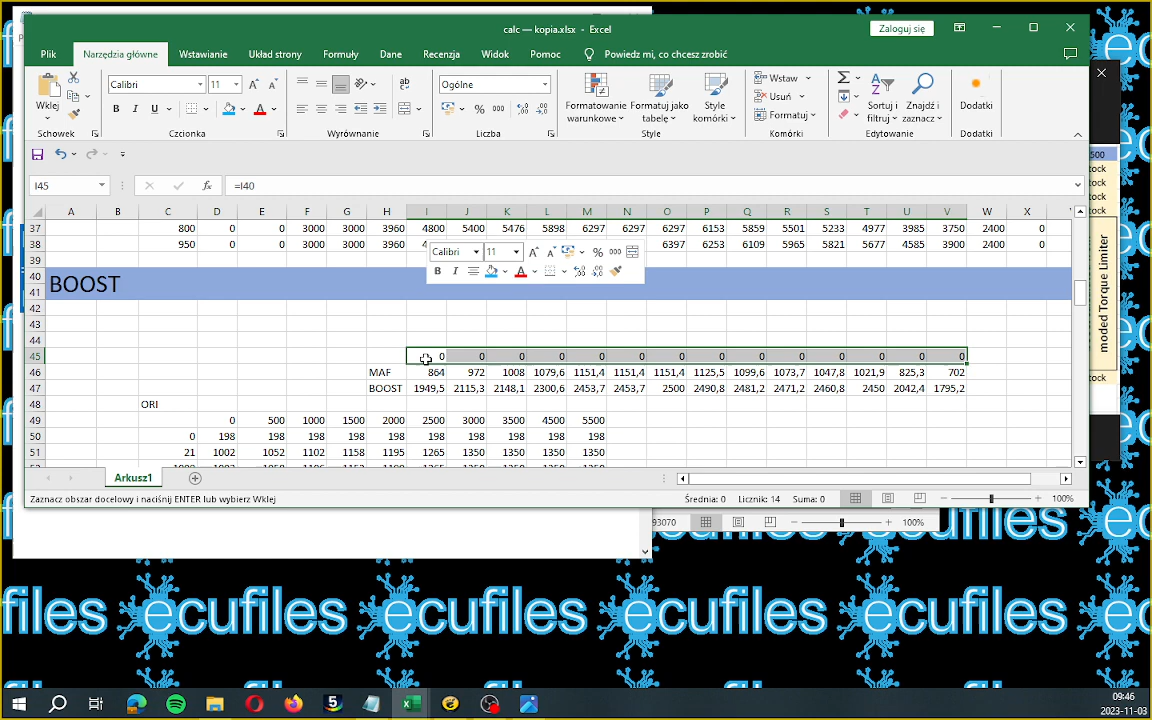 calc — kopia.xlsx - Excel
Zaloguj się
Plik Narzędzia główne Wstawianie Układ strony Formuły Dane Recenzja Widok Pomoc Powiedz mi, co chcesz zrobić
Wklej
Calibri 11
Ogólne
Formatowanie warunkowe
Formatuj jako tabelę
Style komórki
Wstaw
Usuń
Formatuj
Sortuj i filtruj
Znajdź i zaznacz
Dodatki
Schowek Czcionka Wyrównanie Liczba Style Komórki Edytowanie Dodatki
I45 =I40
A B C D E F G H I J K L M N O P Q R S T U V W X
37 800 0 0 3000 3000 3960 4800 5400 5476 5898 6297 6297 6297 6153 5859 5501 5233 4977 3985 3750 2400 0
38 950 0 0 3000 3000 3960 6397 6253 6109 5965 5821 5677 4585 3900 2400 0
39
Calibri 11
40
41 BOOST
42
43
44
45 0 0 0 0 0 0 0 0 0 0 0 0 0 0
46 MAF 864 972 1008 1079,6 1151,4 1151,4 1151,4 1125,5 1099,6 1073,7 1047,8 1021,9 825,3 702
47 BOOST 1949,5 2115,3 2148,1 2300,6 2453,7 2453,7 2500 2490,8 2481,2 2471,2 2460,8 2450 2042,4 1795,2
48 ORI
49 0 500 1000 1500 2000 2500 3000 3500 4500 5500
50 0 198 198 198 198 198 198 198 198 198 198
51 21 1002 1052 1102 1158 1195 1265 1350 1350 1350 1350
Arkusz1
Zaznacz obszar docelowy i naciśnij ENTER lub wybierz Wklej
Średnia: 0 Licznik: 14 Suma: 0 100%
93070 100%
500
tock
tock
tock
tock
moded Torque Limiter
tock
ecufiles
09:46
2023-11-03